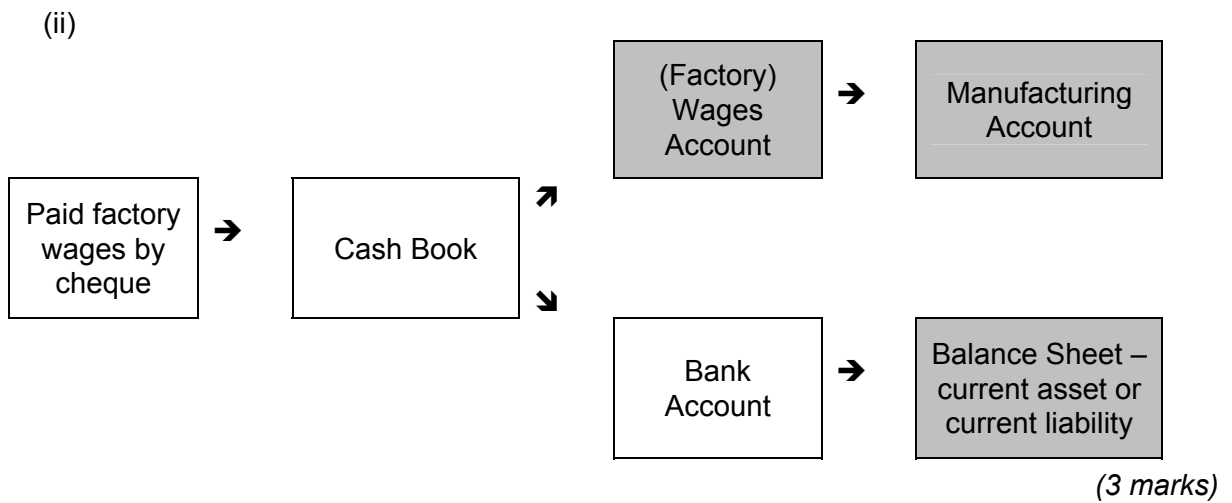 (ii)
(Factory)
Wages
Account
➔
Manufacturing
Account
Paid factory
wages by
cheque
➔
Cash Book
➔
➔
Bank
Account
➔
Balance Sheet –
current asset or
current liability
(3 marks)